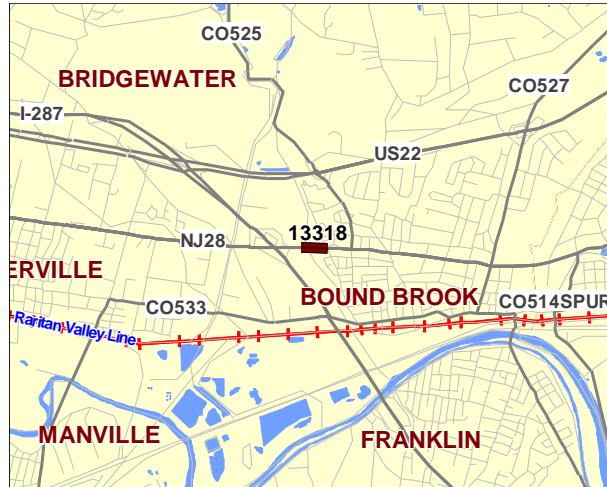 CO525
BRIDGEWATER
CO527
I-287
US22
13318
NJ28
ERVILLE
BOUND BROOK
CO533
CO514SPUR
Raritan Valley Line
MANVILLE
FRANKLIN